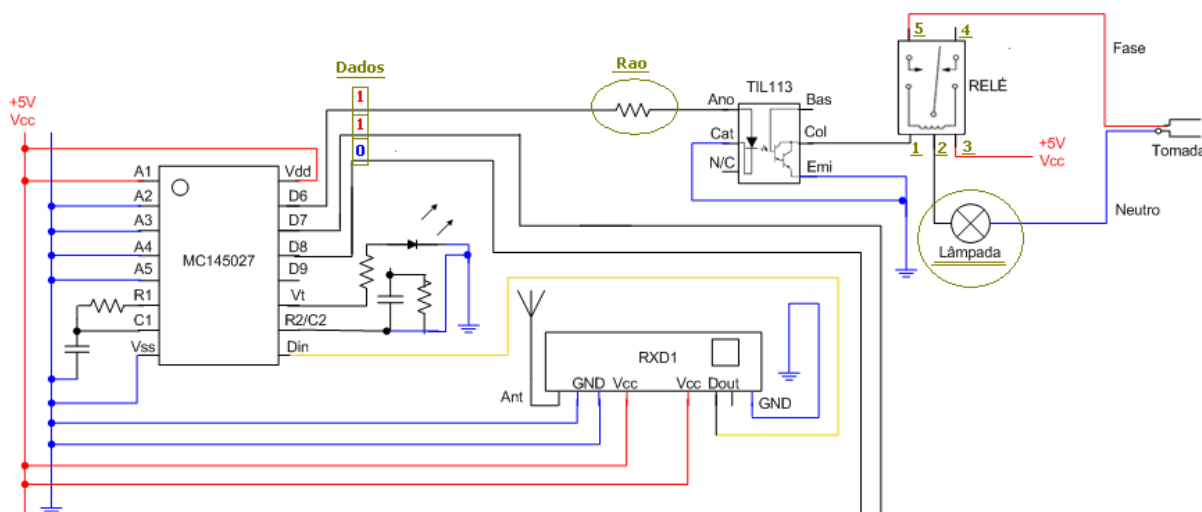 Dados
1
1
0
Rao
TIL113
Ano
Bas
Cat
Col
N/C
Emi
5
4
RELÉ
1
2
3
+5V
Vcc
Fase
Tomada
Neutro
Lâmpada
+5V
Vcc
MC145027
A1
A2
A3
A4
A5
R1
C1
Vss
Vdd
D6
D7
D8
D9
Vt
R2/C2
Din
RXD1
Ant
GND
Vcc
Vcc
Dout
GND